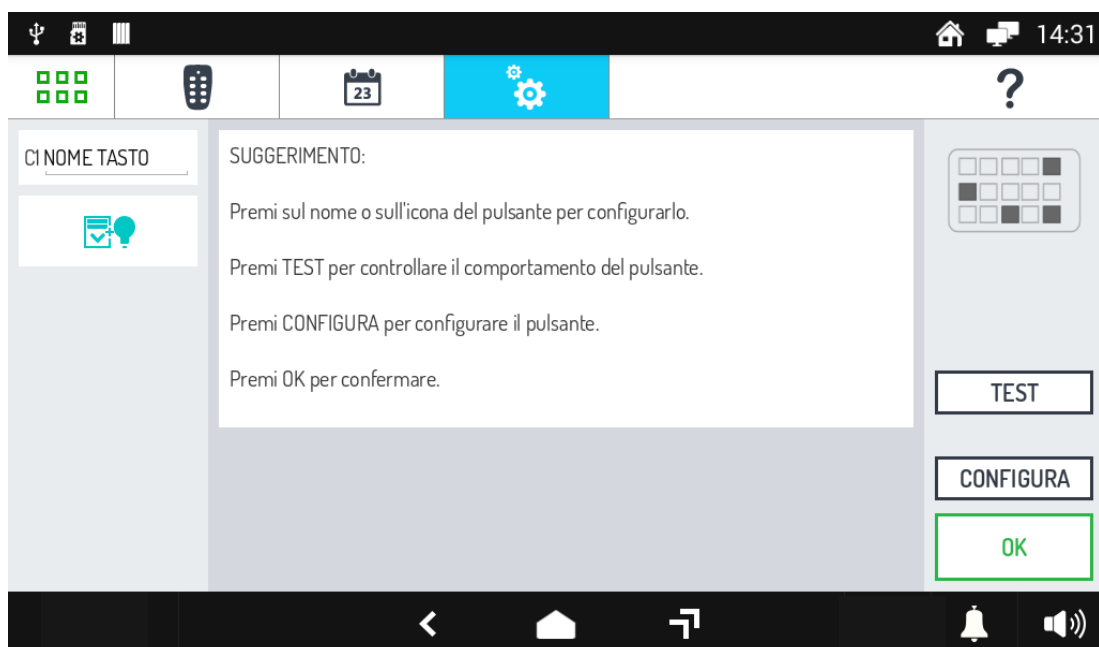 14:31
23
?
C1 NOME TASTO
SUGGERIMENTO:
Premi sul nome o sull'icona del pulsante per configurarlo.
Premi TEST per controllare il comportamento del pulsante.
Premi CONFIGURA per configurare il pulsante.
Premi OK per confermare.
TEST
CONFIGURA
OK